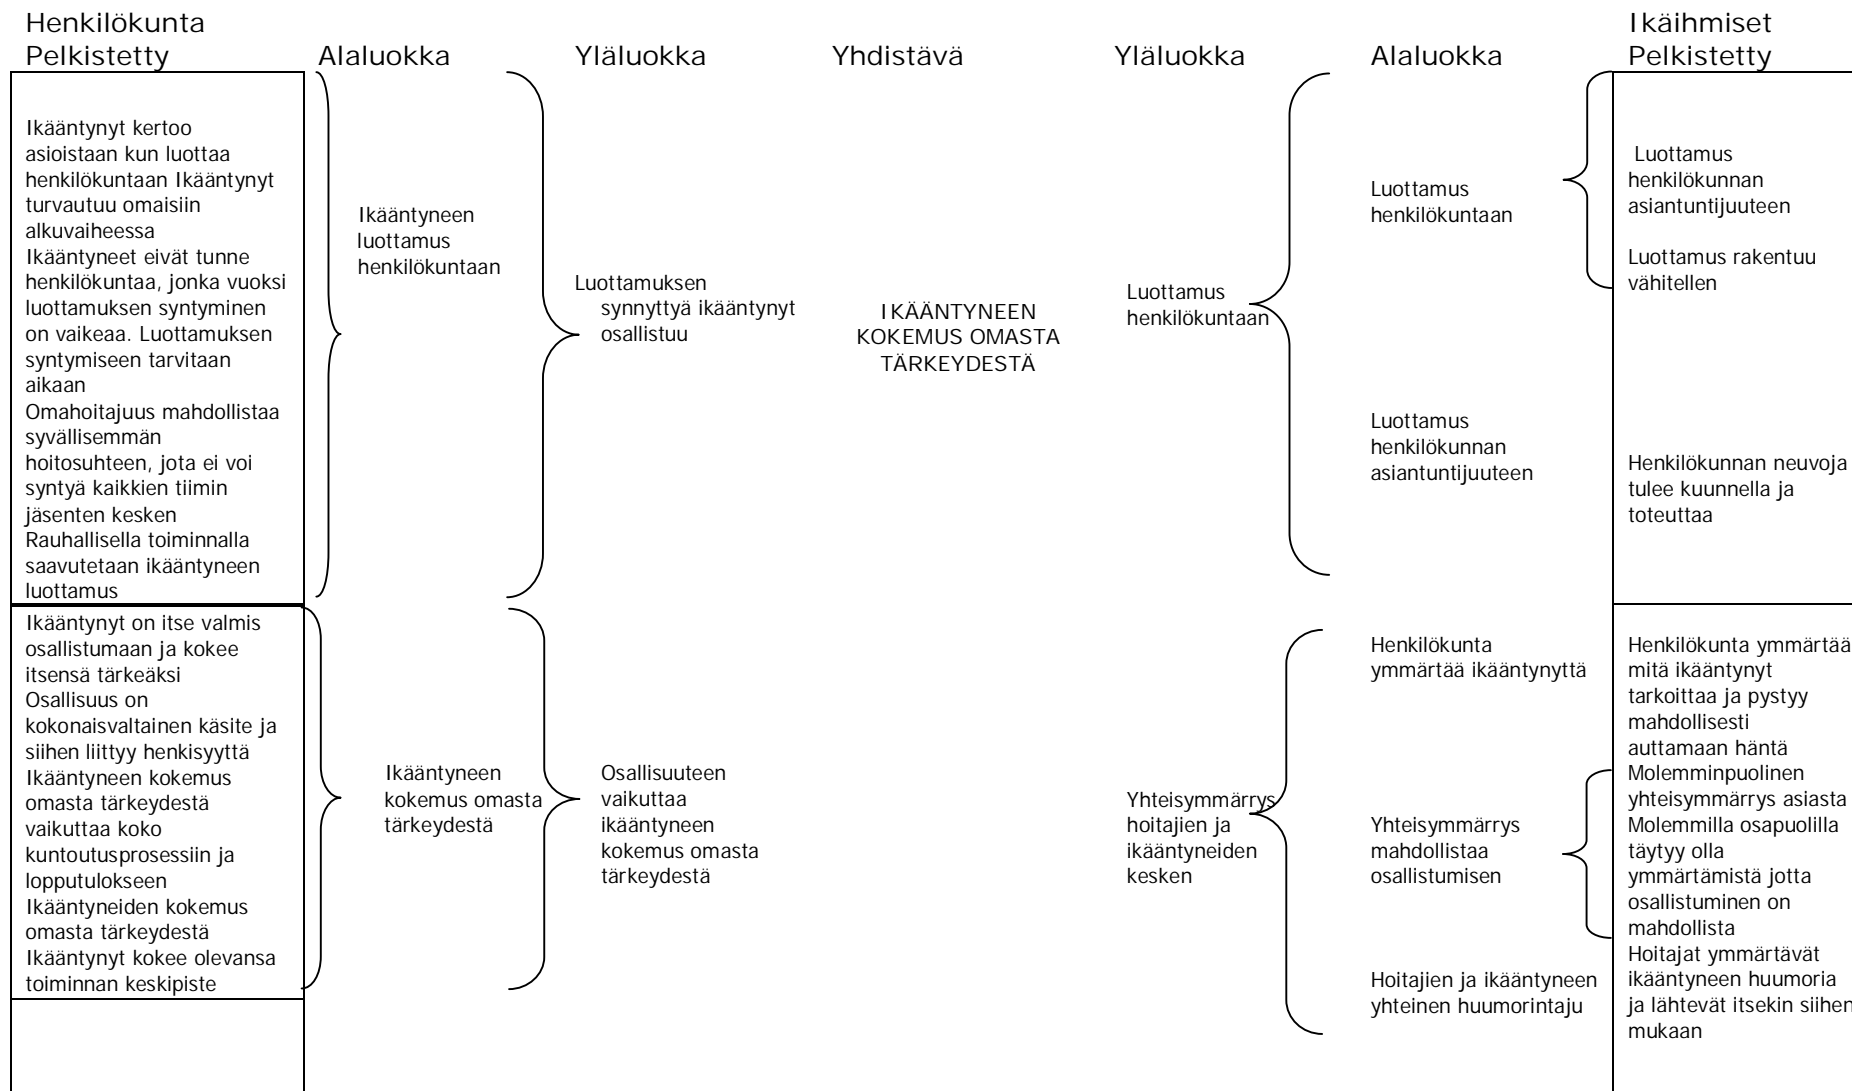 Henkilökunta
Pelkistetty
Alaluokka
Yläluokka
Yhdistävä
Yläluokka
Alaluokka
Ikäihmiset
Pelkistetty
Ikääntynyt kertoo
asioistaan kun luottaa
henkilökuntaan Ikääntynyt
turvautuu omaisiin
alkuvaiheessa
Ikääntyneet eivät tunne
henkilökuntaa, jonka vuoksi
luottamuksen syntyminen
on vaikeaa. Luottamuksen
syntymiseen tarvitaan
aikaan
Omahoitajuus mahdollistaa
syvällisemmän
hoitosuhteen, jota ei voi
syntyä kaikkien tiimin
jäsenten kesken
Rauhallisella toiminnalla
saavutetaan ikääntyneen
luottamus
Ikääntyneen
luottamus
henkilökuntaan
Luottamuksen
synnyttyä ikääntynyt
osallistuu
IKÄÄNTYNEEN
KOKEMUS OMASTA
TÄRKEYDESTÄ
Luottamus
henkilökuntaan
Luottamus
henkilökuntaan
Luottamus
henkilökunnan
asiantuntijuuteen
Luottamus
henkilökunnan
asiantuntijuuteen
Luottamus rakentuu
vähitellen
Henkilökunnan neuvoja
tulee kuunnella ja
toteuttaa
Ikääntynyt on itse valmis
osallistumaan ja kokee
itsensä tärkeäksi
Osallisuus on
kokonaisvaltainen käsite ja
siihen liittyy henkisyyttä
Ikääntyneen kokemus
omasta tärkeydestä
vaikuttaa koko
kuntoutusprosessiin ja
lopputulokseen
Ikääntyneiden kokemus
omasta tärkeydestä
Ikääntynyt kokee olevansa
toiminnan keskipiste
Ikääntyneen
kokemus omasta
tärkeydestä
Osallisuuteen
vaikuttaa
ikääntyneen
kokemus omasta
tärkeydestä
Yhteisymmärrys
hoitajien ja
ikääntyneiden
kesken
Henkilökunta
ymmärtää ikääntynyttä
Yhteisymmärrys
mahdollistaa
osallistumisen
Hoitajien ja ikääntyneen
yhteinen huumorintaju
Henkilökunta ymmärtää
mitä ikääntynyt
tarkoittaa ja pystyy
mahdollisesti
auttamaan häntä
Molemminpuolinen
yhteisymmärrys asiasta
Molemmilla osapuolilla
täytyy olla
ymmärtämistä jotta
osallistuminen on
mahdollista
Hoitajat ymmärtävät
ikääntyneen huumoria
ja lähtevät itsekin siihen
mukaan